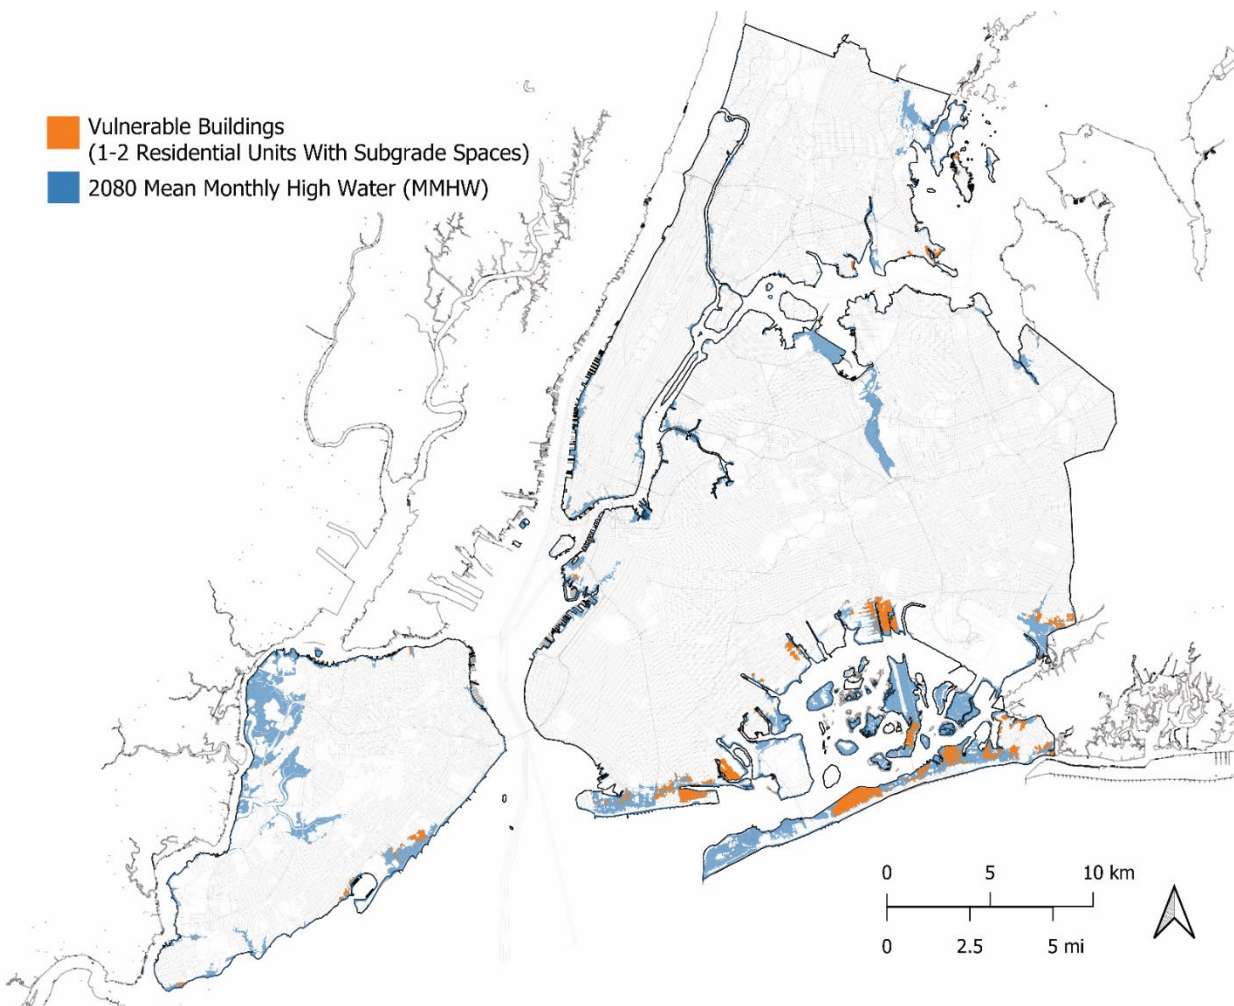 Vulnerable Buildings
(1-2 Residential Units With Subgrade Spaces)
2080 Mean Monthly High Water (MMHW)
0 5 10 km
0 2.5 5 mi